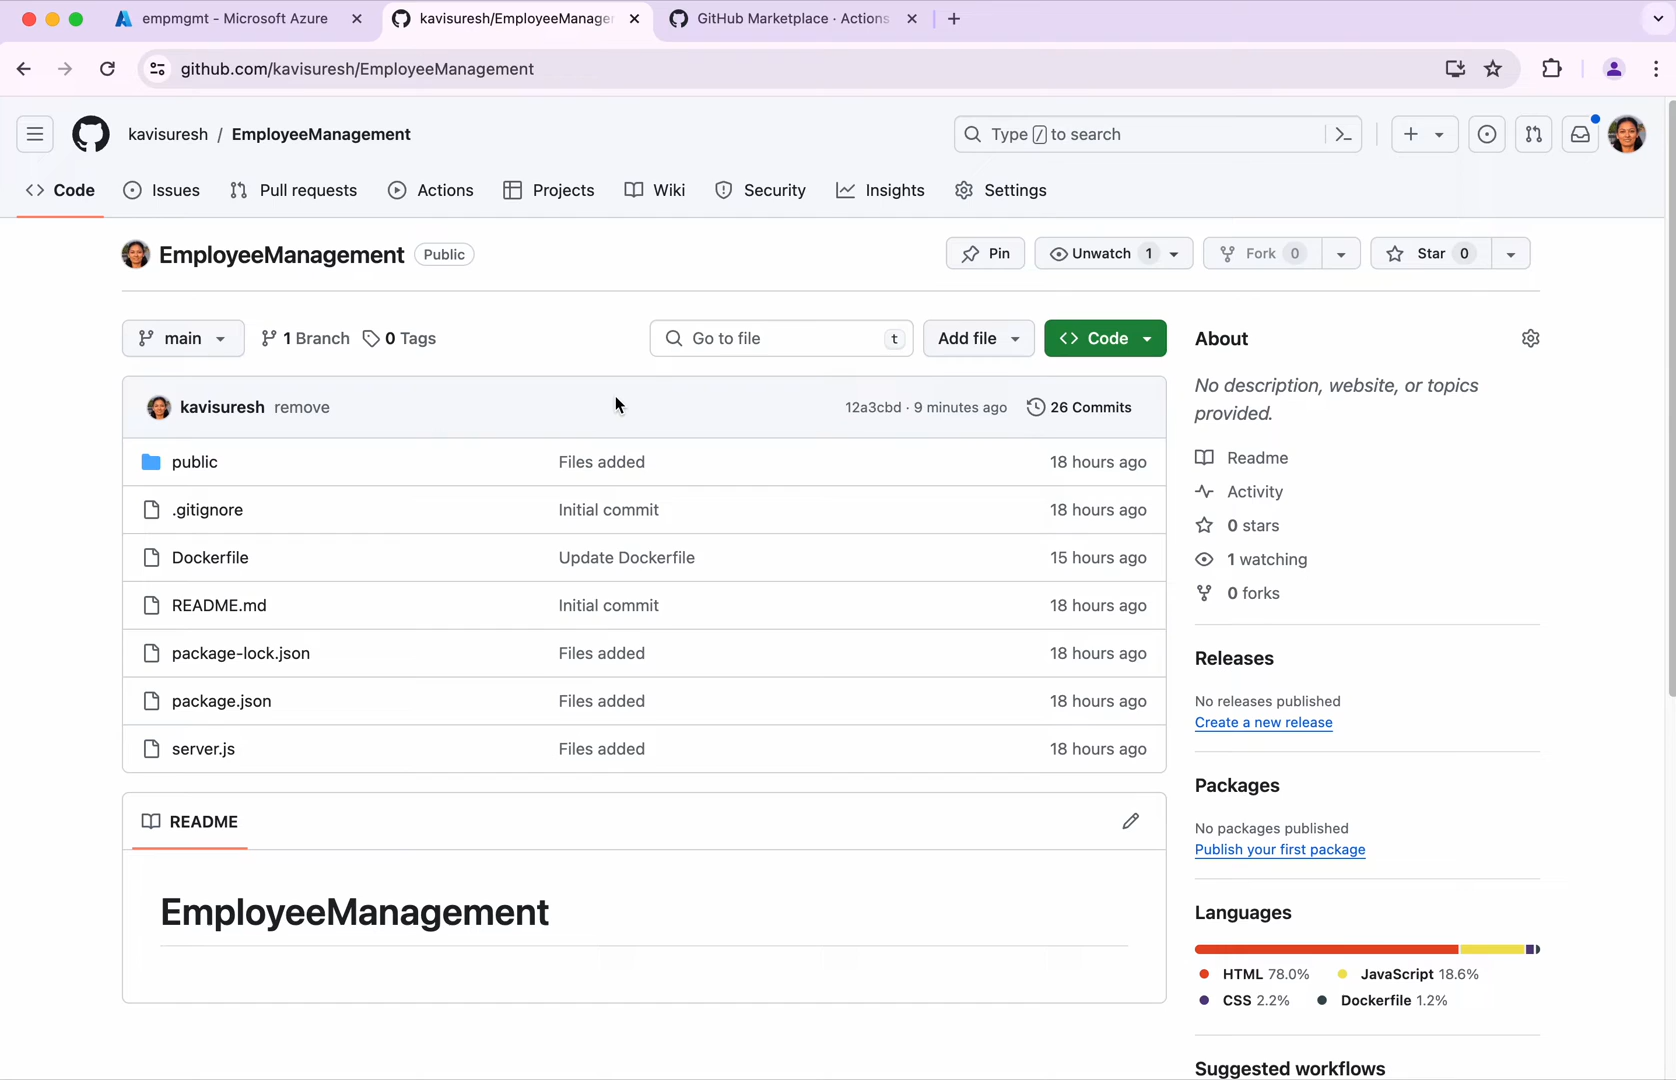 empmgmt - Microsoft Azure
kavisuresh/EmployeeManage
GitHub Marketplace · Actions
github.com/kavisuresh/EmployeeManagement
kavisuresh / EmployeeManagement
Type / to search
Code Issues Pull requests Actions Projects Wiki Security Insights Settings
EmployeeManagement Public
Pin Unwatch 1 Fork 0 Star 0
main 1 Branch 0 Tags Go to file t Add file Code
kavisuresh remove 12a3cbd · 9 minutes ago 26 Commits
public Files added 18 hours ago
.gitignore Initial commit 18 hours ago
Dockerfile Update Dockerfile 15 hours ago
README.md Initial commit 18 hours ago
package-lock.json Files added 18 hours ago
package.json Files added 18 hours ago
server.js Files added 18 hours ago
README
EmployeeManagement
About
No description, website, or topics
provided.
Readme
Activity
0 stars
1 watching
0 forks
Releases
No releases published
Create a new release
Packages
No packages published
Publish your first package
Languages
HTML 78.0% JavaScript 18.6%
CSS 2.2% Dockerfile 1.2%
Suggested workflows